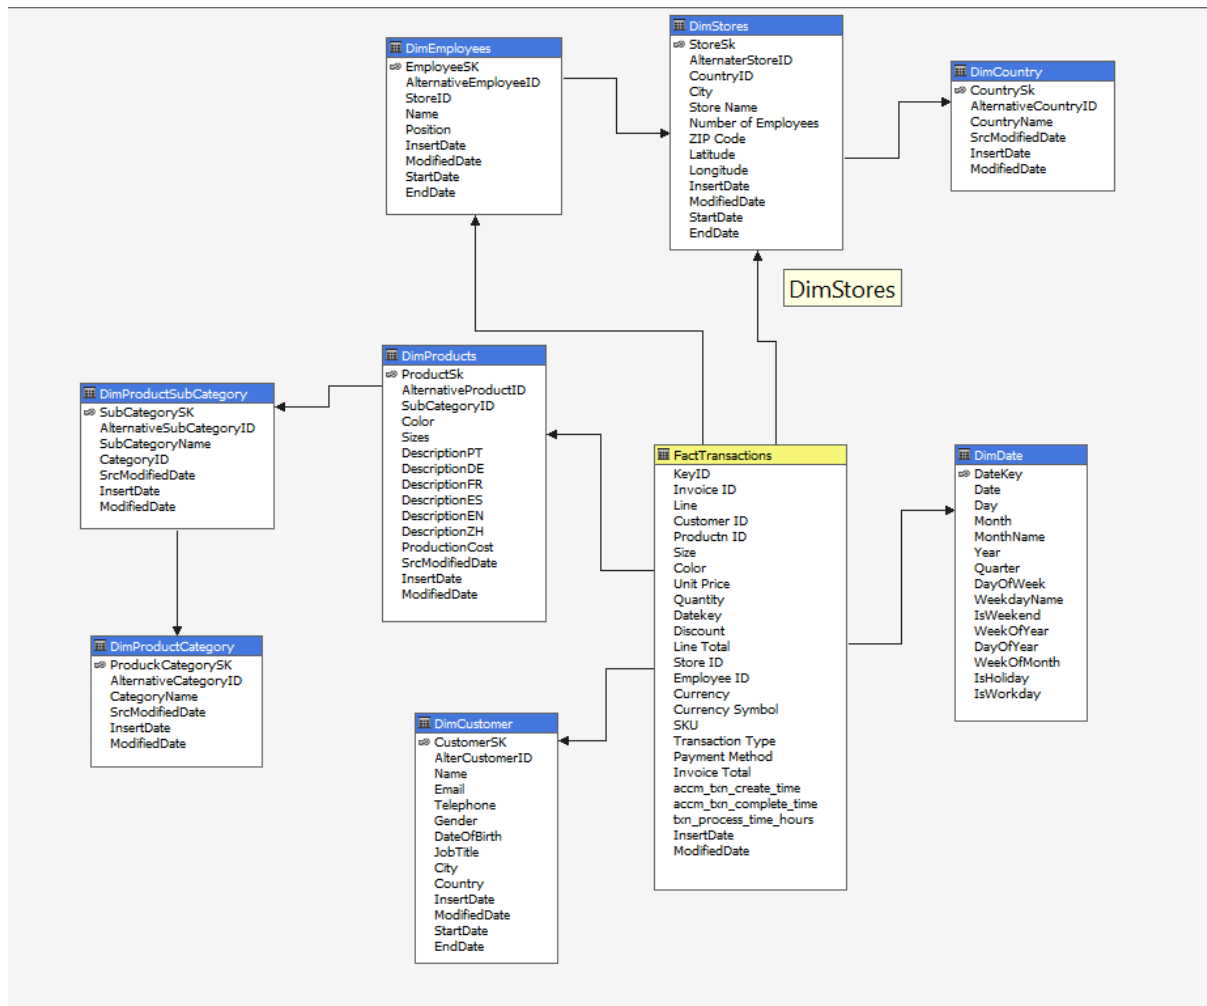 DimEmployees
EmployeeSK
AlternativeEmployeeID
StoreID
Name
Position
InsertDate
ModifiedDate
StartDate
EndDate
DimStores
StoreSk
AlternaterStoreID
CountryID
City
Store Name
Number of Employees
ZIP Code
Latitude
Longitude
InsertDate
ModifiedDate
StartDate
EndDate
DimCountry
CountrySk
AlternativeCountryID
CountryName
SrcModifiedDate
InsertDate
ModifiedDate
DimStores
DimProductSubCategory
SubCategorySK
AlternativeSubCategoryID
SubCategoryName
CategoryID
SrcModifiedDate
InsertDate
ModifiedDate
DimProducts
ProductSk
AlternativeProductID
SubCategoryID
Color
Sizes
DescriptionPT
DescriptionDE
DescriptionFR
DescriptionES
DescriptionEN
DescriptionZH
ProductionCost
SrcModifiedDate
InsertDate
ModifiedDate
FactTransactions
KeyID
Invoice ID
Line
Customer ID
Productn ID
Size
Color
Unit Price
Quantity
Datekey
Discount
Line Total
Store ID
Employee ID
Currency
Currency Symbol
SKU
Transaction Type
Payment Method
Invoice Total
accm_txn_create_time
accm_txn_complete_time
txn_process_time_hours
InsertDate
ModifiedDate
DimDate
DateKey
Date
Day
Month
MonthName
Year
Quarter
DayOfWeek
WeekdayName
IsWeekend
WeekOfYear
DayOfYear
WeekOfMonth
IsHoliday
IsWorkday
DimProductCategory
ProduckCategorySK
AlternativeCategoryID
CategoryName
SrcModifiedDate
InsertDate
ModifiedDate
DimCustomer
CustomerSK
AlterCustomerID
Name
Email
Telephone
Gender
DateOfBirth
JobTitle
City
Country
InsertDate
ModifiedDate
StartDate
EndDate